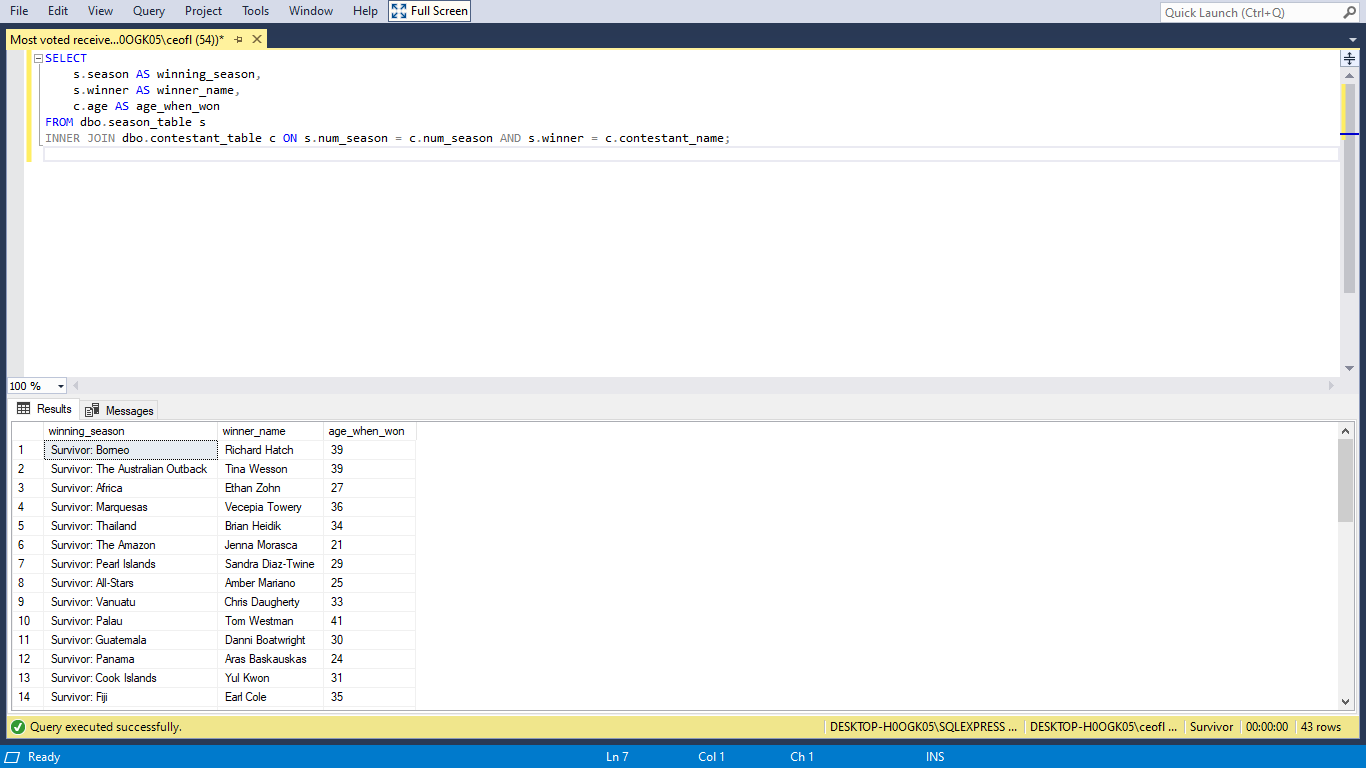 File Edit View Query Project Tools Window Help Full Screen
Quick Launch (Ctrl+Q)
Most voted receive...0OGK05\ceofl (54))*
SELECT
s.season AS winning_season,
s.winner AS winner_name,
c.age AS age_when_won
FROM dbo.season_table s
INNER JOIN dbo.contestant_table c ON s.num_season = c.num_season AND s.winner = c.contestant_name;
100 %
Results Messages
winning_season winner_name age_when_won
1 Survivor: Borneo Richard Hatch 39
2 Survivor: The Australian Outback Tina Wesson 39
3 Survivor: Africa Ethan Zohn 27
4 Survivor: Marquesas Vecepia Towery 36
5 Survivor: Thailand Brian Heidik 34
6 Survivor: The Amazon Jenna Morasca 21
7 Survivor: Pearl Islands Sandra Diaz-Twine 29
8 Survivor: All-Stars Amber Mariano 25
9 Survivor: Vanuatu Chris Daugherty 33
10 Survivor: Palau Tom Westman 41
11 Survivor: Guatemala Danni Boatwright 30
12 Survivor: Panama Aras Baskauskas 24
13 Survivor: Cook Islands Yul Kwon 31
14 Survivor: Fiji Earl Cole 35
Query executed successfully. DESKTOP-H0OGK05\SQLEXPRESS ... DESKTOP-H0OGK05\ceofl ... Survivor 00:00:00 43 rows
Ready Ln 7 Col 1 Ch 1 INS